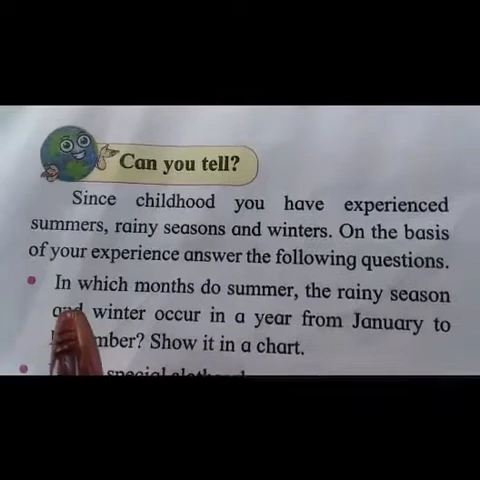 Can you tell?
Since childhood you have experienced
summers, rainy seasons and winters. On the basis
of your experience answer the following questions.
In which months do summer, the rainy season
and winter occur in a year from January to
mber? Show it in a chart.
special